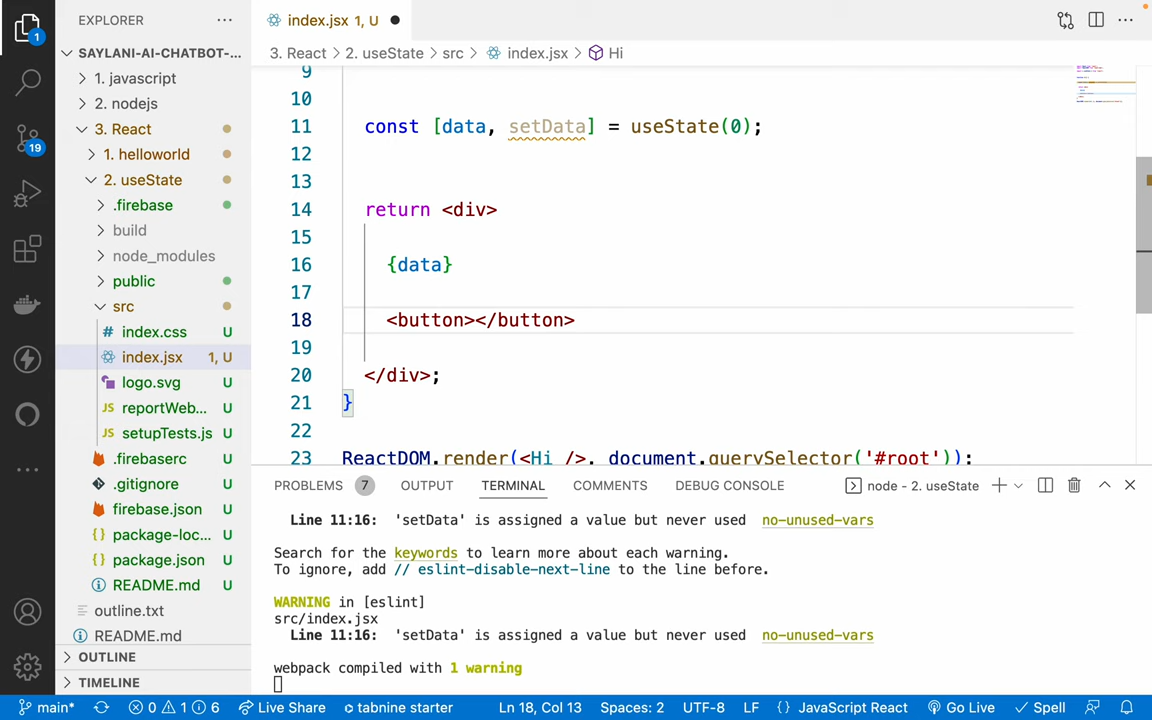 EXPLORER
index.jsx 1, U
SAYLANI-AI-CHATBOT-...
3. React > 2. useState > src > index.jsx > Hi
1. javascript
2. nodejs
3. React
1. helloworld
2. useState
.firebase
build
node_modules
public
src
index.css U
index.jsx 1, U
logo.svg U
reportWeb... U
setupTests.js U
.firebaserc U
.gitignore U
firebase.json U
package-loc... U
package.json U
README.md U
outline.txt
README.md
OUTLINE
TIMELINE
1
19
9
10
11 const [data, setData] = useState(0);
12
13
14 return <div>
15
16 {data}
17
18 <button></button>
19
20 </div>;
21 }
22
23 ReactDOM.render(<Hi />, document.querySelector('#root'));
PROBLEMS 7 OUTPUT TERMINAL COMMENTS DEBUG CONSOLE node - 2. useState
Line 11:16: 'setData' is assigned a value but never used no-unused-vars
Search for the keywords to learn more about each warning.
To ignore, add // eslint-disable-next-line to the line before.
WARNING in [eslint]
src/index.jsx
Line 11:16: 'setData' is assigned a value but never used no-unused-vars
webpack compiled with 1 warning
main* 0 1 6 Live Share tabnine starter Ln 18, Col 13 Spaces: 2 UTF-8 LF {} JavaScript React Go Live Spell